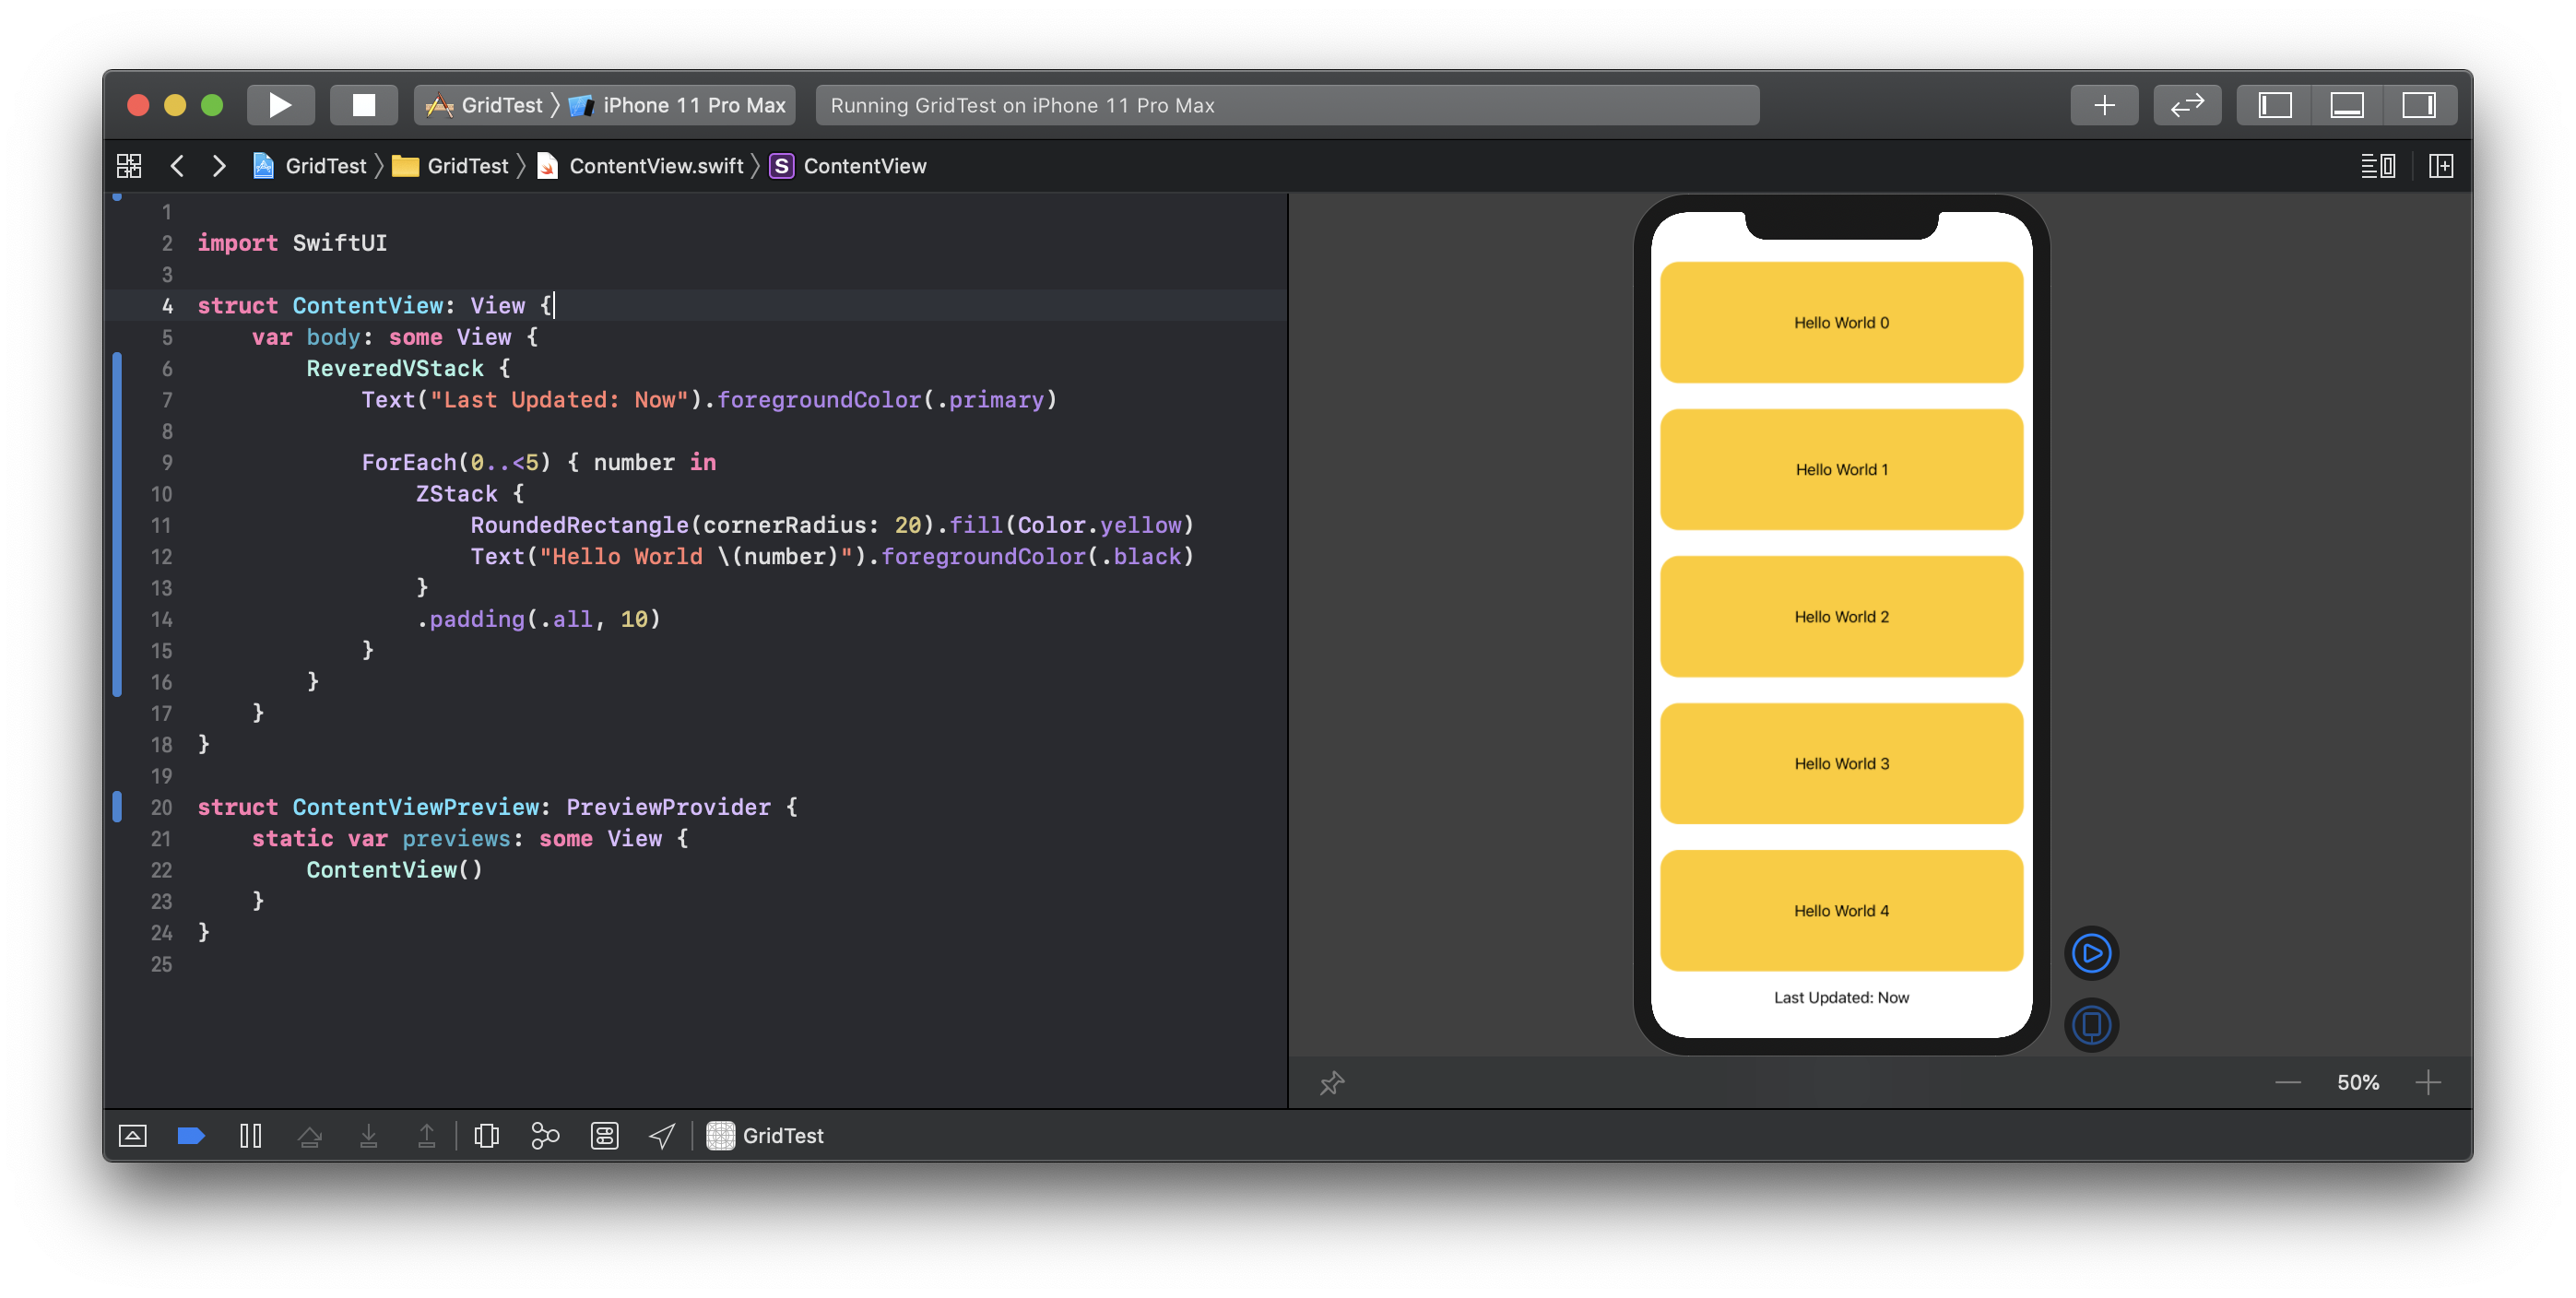 GridTest iPhone 11 Pro Max
Running GridTest on iPhone 11 Pro Max
GridTest GridTest ContentView.swift S ContentView
1
2 import SwiftUI
3
4 struct ContentView: View {
5     var body: some View {
6         ReveredVStack {
7             Text("Last Updated: Now").foregroundColor(.primary)
8
9             ForEach(0..<5) { number in
10                 ZStack {
11                     RoundedRectangle(cornerRadius: 20).fill(Color.yellow)
12                     Text("Hello World \(number)").foregroundColor(.black)
13                 }
14                 .padding(.all, 10)
15             }
16         }
17     }
18 }
19
20 struct ContentViewPreview: PreviewProvider {
21     static var previews: some View {
22         ContentView()
23     }
24 }
25
Hello World 0
Hello World 1
Hello World 2
Hello World 3
Hello World 4
Last Updated: Now
50%
GridTest